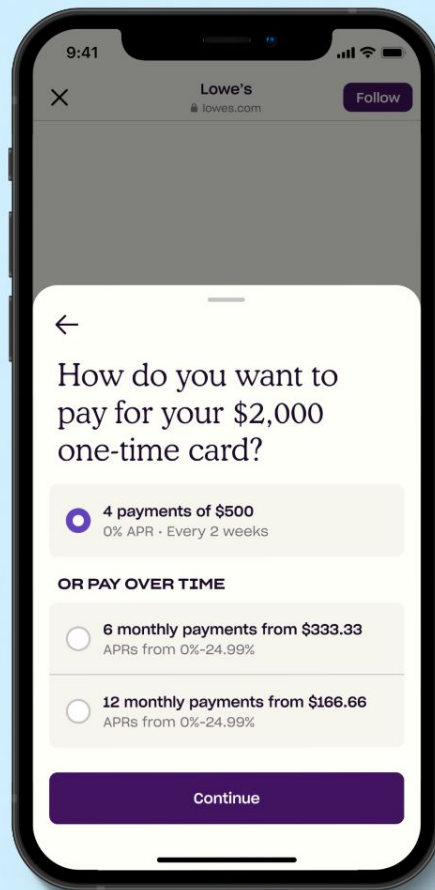 9:41
Lowe's
lowes.com
Follow
How do you want to
pay for your $2,000
one-time card?
4 payments of $500
0% APR · Every 2 weeks
OR PAY OVER TIME
6 monthly payments from $333.33
APRs from 0%-24.99%
12 monthly payments from $166.66
APRs from 0%-24.99%
Continue